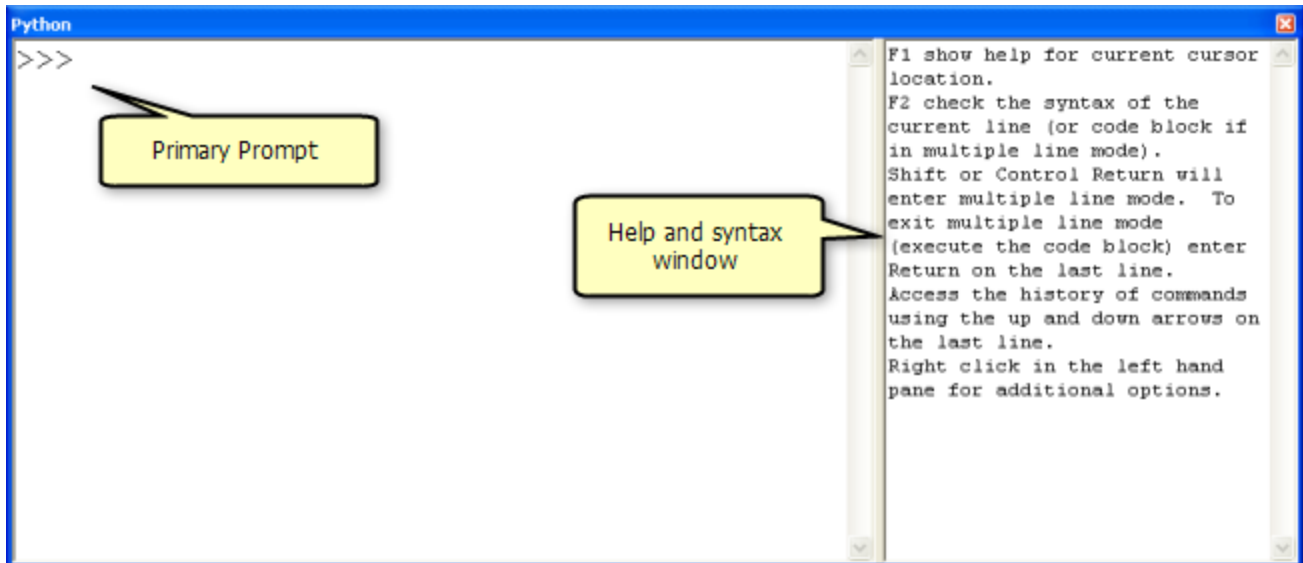 Python
>>>
Primary Prompt
Help and syntax
window
F1 show help for current cursor
location.
F2 check the syntax of the
current line (or code block if
in multiple line mode).
Shift or Control Return will
enter multiple line mode.  To
exit multiple line mode
(execute the code block) enter
Return on the last line.
Access the history of commands
using the up and down arrows on
the last line.
Right click in the left hand
pane for additional options.